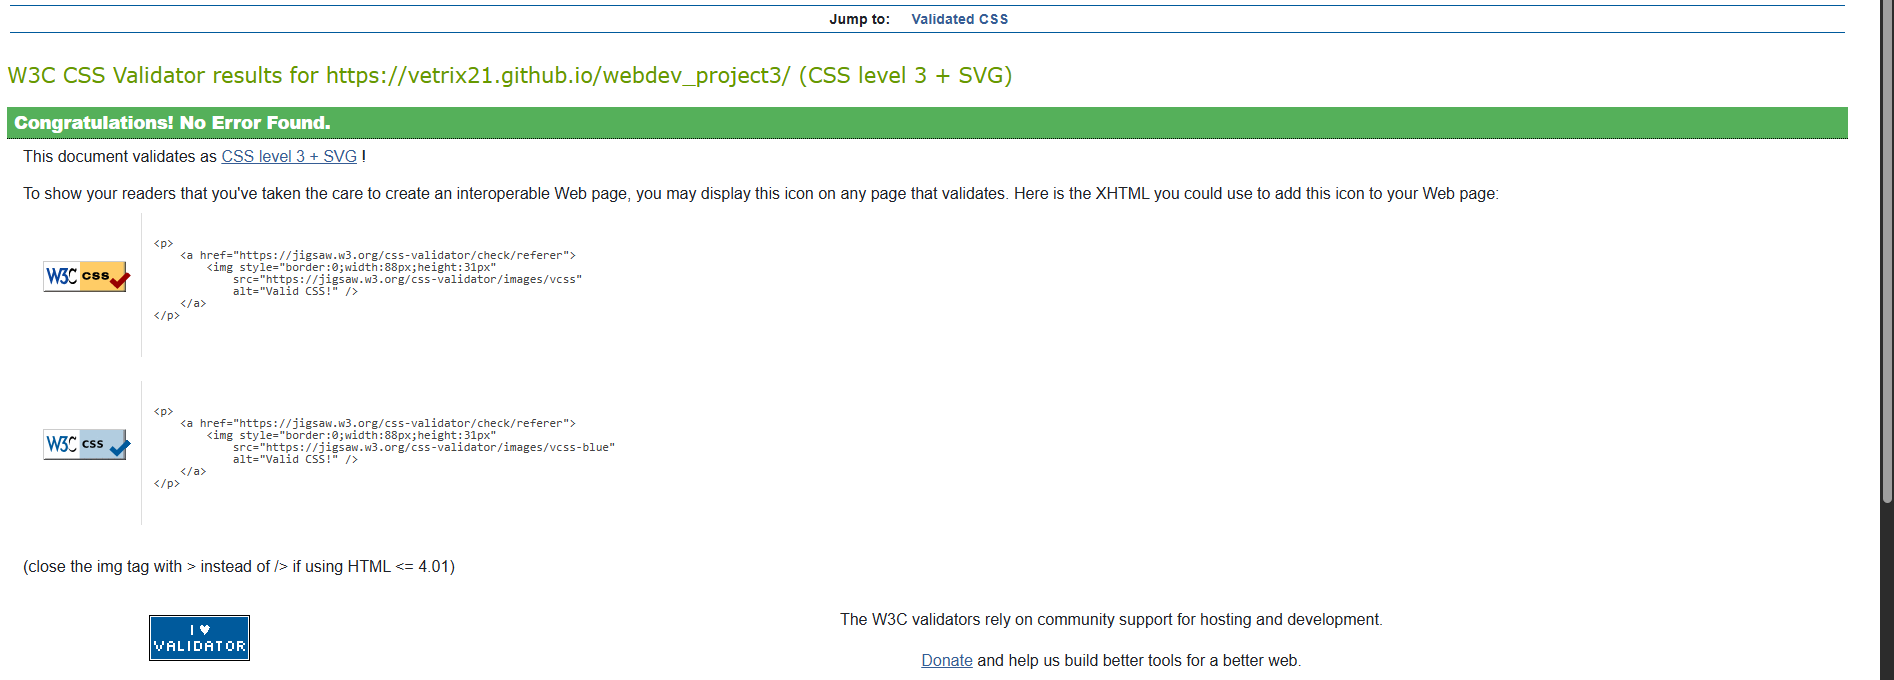 Jump to: Validated CSS
W3C CSS Validator results for https://vetrix21.github.io/webdev_project3/ (CSS level 3 + SVG)
Congratulations! No Error Found.
This document validates as CSS level 3 + SVG !
To show your readers that you've taken the care to create an interoperable Web page, you may display this icon on any page that validates. Here is the XHTML you could use to add this icon to your Web page:
W3C css
<p>
<a href="https://jigsaw.w3.org/css-validator/check/referer">
<img style="border:0;width:88px;height:31px"
src="https://jigsaw.w3.org/css-validator/images/vcss"
alt="Valid CSS!" />
</a>
</p>
W3C css
<p>
<a href="https://jigsaw.w3.org/css-validator/check/referer">
<img style="border:0;width:88px;height:31px"
src="https://jigsaw.w3.org/css-validator/images/vcss-blue"
alt="Valid CSS!" />
</a>
</p>
(close the img tag with > instead of /> if using HTML <= 4.01)
I ♥
VALIDATOR
The W3C validators rely on community support for hosting and development.
Donate and help us build better tools for a better web.